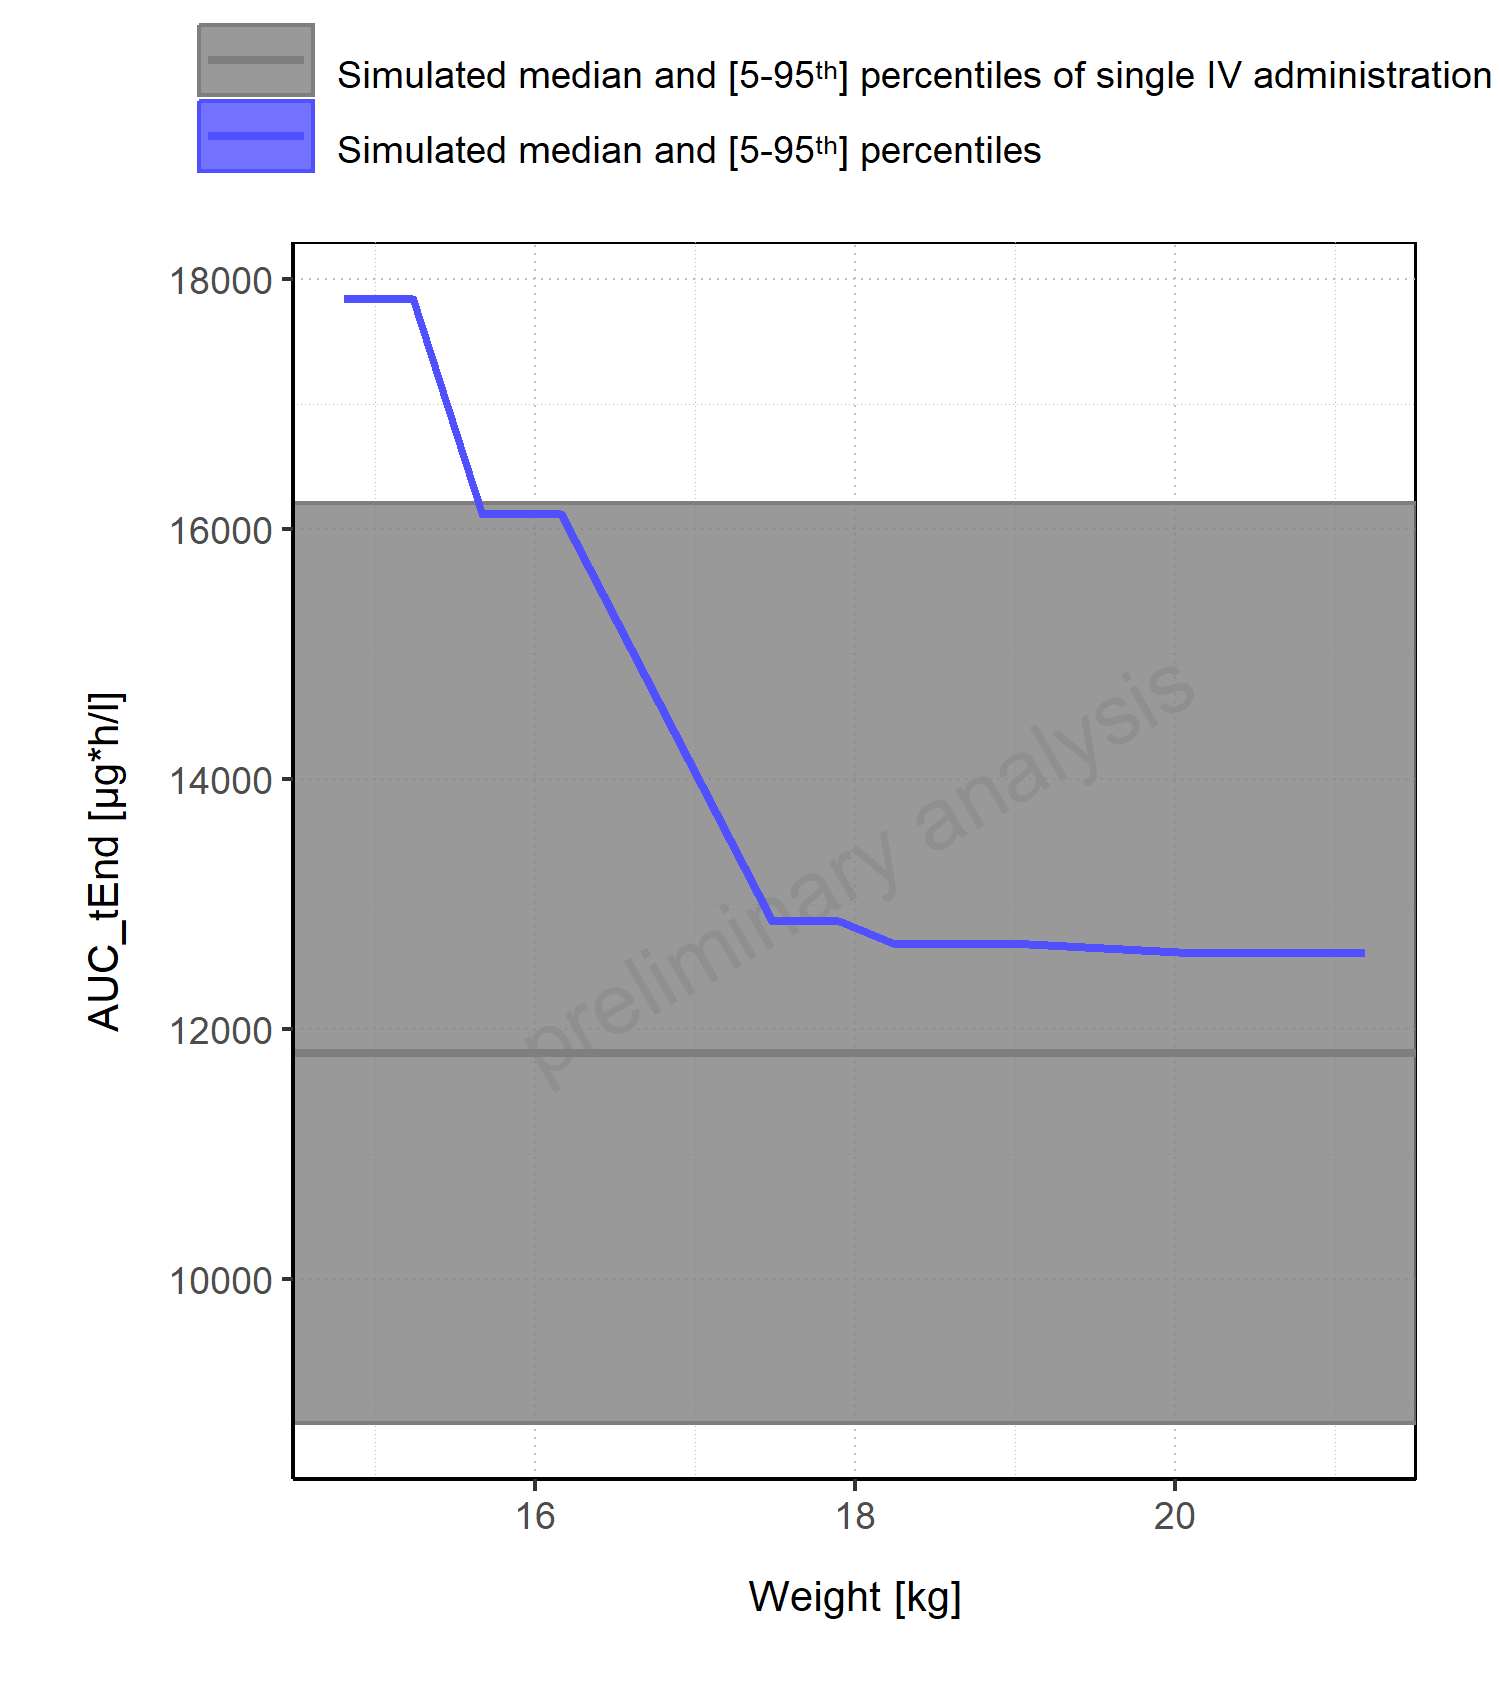 Simulated median and [5-95ᵗʰ] percentiles of single IV administration
Simulated median and [5-95ᵗʰ] percentiles
18000
16000
14000
12000
10000
AUC_tEnd [µg*h/l]
preliminary analysis
16 18 20
Weight [kg]